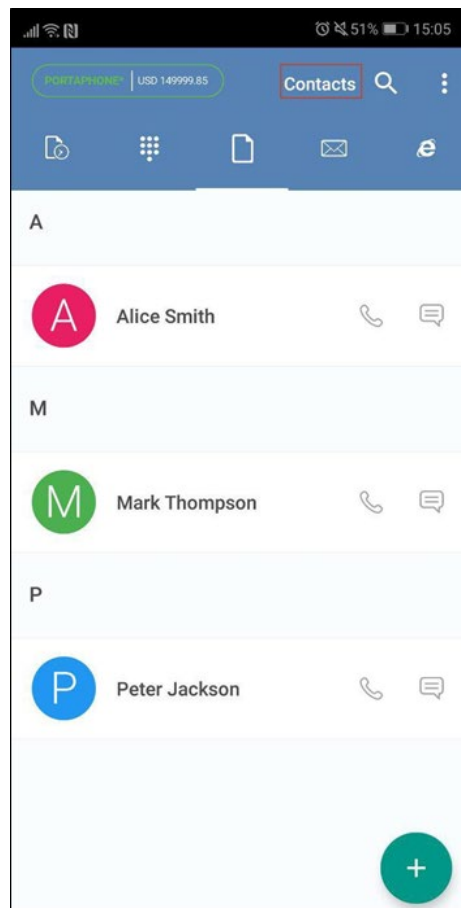 51% 15:05
PORTAPHONE* USD 149999.85 Contacts
A
A Alice Smith
M
M Mark Thompson
P
P Peter Jackson
+